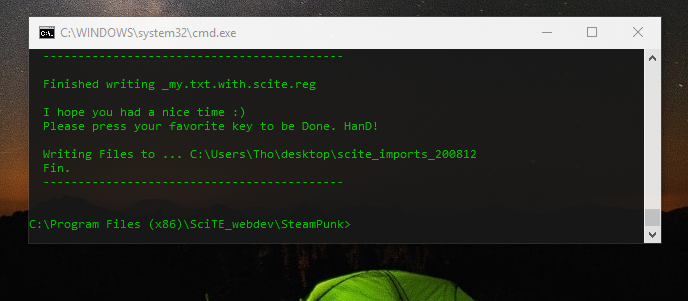 C:\WINDOWS\system32\cmd.exe
-------------------------------------------
Finished writing _my.txt.with.scite.reg
I hope you had a nice time :)
Please press your favorite key to be Done. HanD!
Writing Files to ... C:\Users\Tho\desktop\scite_imports_200812
Fin.
-------------------------------------------
C:\Program Files (x86)\SciTE_webdev\SteamPunk>